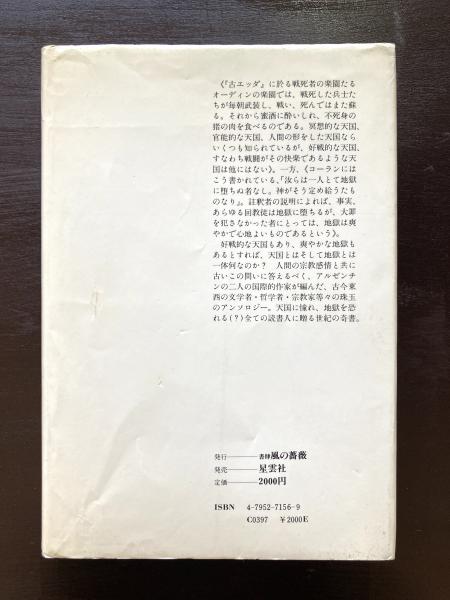 《『古エッダ』に於る戦死者の楽園たる
オーディンの楽園では、戦死した兵士た
ちが毎朝武装し、戦い、死んではまた蘇
る。それから蜜酒に酔いしれ、不死身の
猪の肉を食べるのである。冥想的な天国、
官能的な天国、人間の形をした天国なら
いくつも知られているが、好戦的な天国、
すなわち戦闘がその快楽であるような天
国は他にはない》。一方、《コーランには
こう書かれている、「汝らは一人とて地獄
に堕ちぬ者なし。神がそう定め給うたも
のなり」。註釈者の説明によれば、事実、
あらゆる回教徒は地獄に堕ちるが、大罪
を犯さなかった者にとっては、地獄は爽
やかで心地よいものであるという》。
好戦的な天国もあり、爽やかな地獄も
あるとすれば、天国とはそして地獄とは
一体何なのか？ 人間の宗教感情と共に
古いこの問いに答えるべく、アルゼンチ
ンの二人の国際的作家が編んだ、古今東
西の文学者・哲学者・宗教家等々の珠玉
のアンソロジー。天国に憧れ、地獄を恐
れる(？)全ての読書人に贈る世紀の奇書。
発行――書肆風の薔薇
発売――星雲社
定価――2000円
ISBN 4-7952-7156-9
C0397 ￥2000E